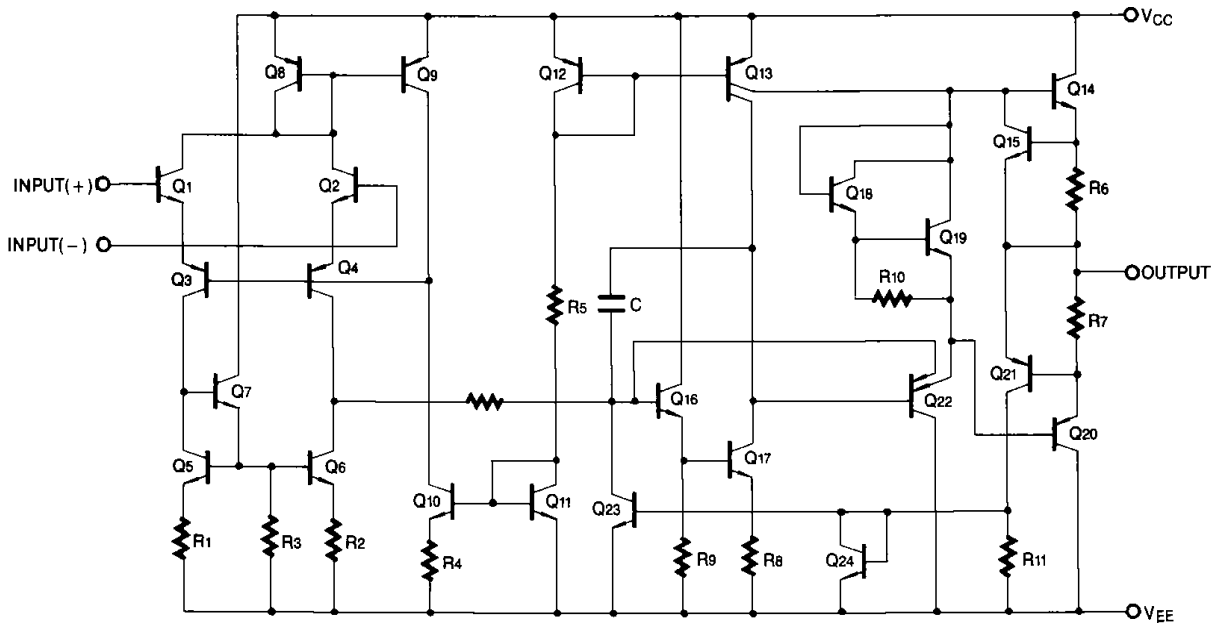 VCC
Q8
Q9
Q12
Q13
Q14
Q15
INPUT(+)
Q1
Q2
Q18
R6
INPUT(−)
Q19
Q3
Q4
R10
OUTPUT
R5
C
R7
Q7
Q16
Q22
Q21
Q20
Q5
Q6
Q17
Q10
Q11
Q23
R1
R3
R2
R4
R9
R8
Q24
R11
VEE